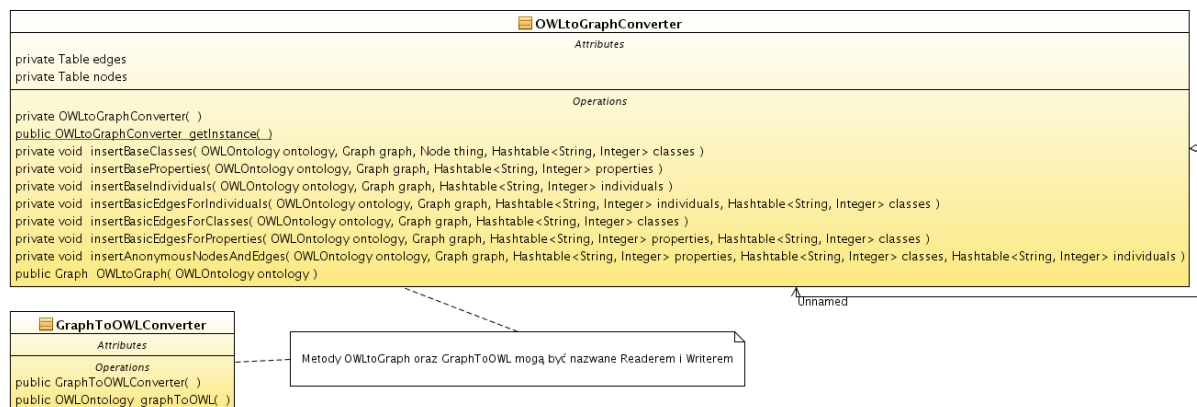 OWLtoGraphConverter
Attributes
private Table edges
private Table nodes
Operations
private OWLtoGraphConverter( )
public OWLtoGraphConverter getInstance( )
private void insertBaseClasses( OWLOntology ontology, Graph graph, Node thing, Hashtable<String, Integer> classes )
private void insertBaseProperties( OWLOntology ontology, Graph graph, Hashtable<String, Integer> properties )
private void insertBaseIndividuals( OWLOntology ontology, Graph graph, Hashtable<String, Integer> individuals )
private void insertBasicEdgesForIndividuals( OWLOntology ontology, Graph graph, Hashtable<String, Integer> individuals, Hashtable<String, Integer> classes )
private void insertBasicEdgesForClasses( OWLOntology ontology, Graph graph, Hashtable<String, Integer> classes )
private void insertBasicEdgesForProperties( OWLOntology ontology, Graph graph, Hashtable<String, Integer> properties, Hashtable<String, Integer> classes )
private void insertAnonymousNodesAndEdges( OWLOntology ontology, Graph graph, Hashtable<String, Integer> properties, Hashtable<String, Integer> classes, Hashtable<String, Integer> individuals )
public Graph OWLtoGraph( OWLOntology ontology )
Unnamed
GraphToOWLConverter
Attributes
Operations
public GraphToOWLConverter( )
public OWLOntology graphToOWL( )
Metody OWLtoGraph oraz GraphToOWL mogą być nazwane Readerem i Writerem